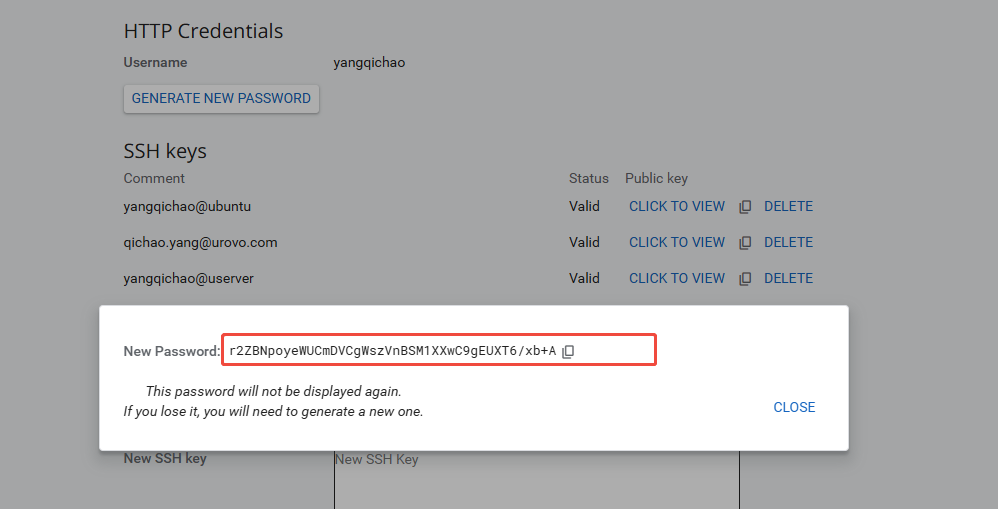 HTTP Credentials
Username yangqichao
GENERATE NEW PASSWORD
SSH keys
Comment Status Public key
yangqichao@ubuntu Valid CLICK TO VIEW DELETE
qichao.yang@urovo.com Valid CLICK TO VIEW DELETE
yangqichao@userver Valid CLICK TO VIEW DELETE
New Password: r2ZBNpoyeWUCmDVCgWszVnBSM1XXwC9gEUXT6/xb+A
This password will not be displayed again.
If you lose it, you will need to generate a new one.
CLOSE
New SSH key New SSH Key